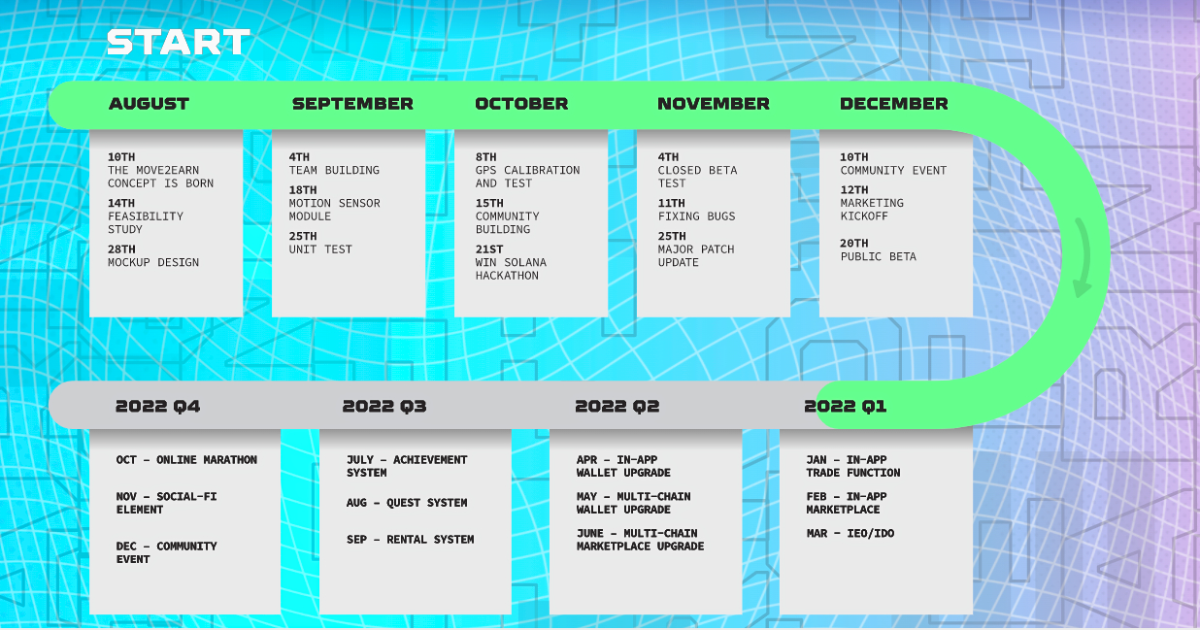 START
AUGUST
10TH
THE MOVE2EARN
CONCEPT IS BORN
14TH
FEASIBILITY
STUDY
28TH
MOCKUP DESIGN
SEPTEMBER
4TH
TEAM BUILDING
18TH
MOTION SENSOR
MODULE
25TH
UNIT TEST
OCTOBER
8TH
GPS CALIBRATION
AND TEST
15TH
COMMUNITY
BUILDING
21ST
WIN SOLANA
HACKATHON
NOVEMBER
4TH
CLOSED BETA
TEST
11TH
FIXING BUGS
25TH
MAJOR PATCH
UPDATE
DECEMBER
10TH
COMMUNITY EVENT
12TH
MARKETING
KICKOFF
20TH
PUBLIC BETA
2022 Q1
JAN – IN-APP
TRADE FUNCTION
FEB – IN-APP
MARKETPLACE
MAR – IEO/IDO
2022 Q2
APR – IN-APP
WALLET UPGRADE
MAY – MULTI-CHAIN
WALLET UPGRADE
JUNE – MULTI-CHAIN
MARKETPLACE UPGRADE
2022 Q3
JULY – ACHIEVEMENT
SYSTEM
AUG – QUEST SYSTEM
SEP – RENTAL SYSTEM
2022 Q4
OCT – ONLINE MARATHON
NOV – SOCIAL-FI
ELEMENT
DEC – COMMUNITY
EVENT